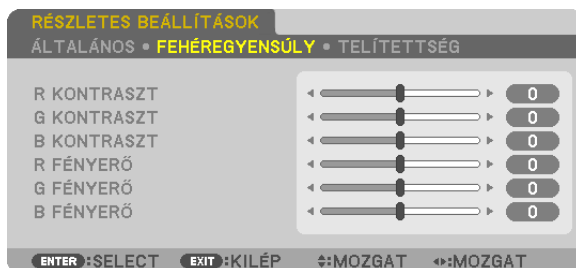 RÉSZLETES BEÁLLÍTÁSOK
ÁLTALÁNOS • FEHÉREGYENSÚLY • TELÍTETTSÉG
R KONTRASZT 0
G KONTRASZT 0
B KONTRASZT 0
R FÉNYERŐ 0
G FÉNYERŐ 0
B FÉNYERŐ 0
ENTER :SELECT EXIT :KILÉP :MOZGAT :MOZGAT